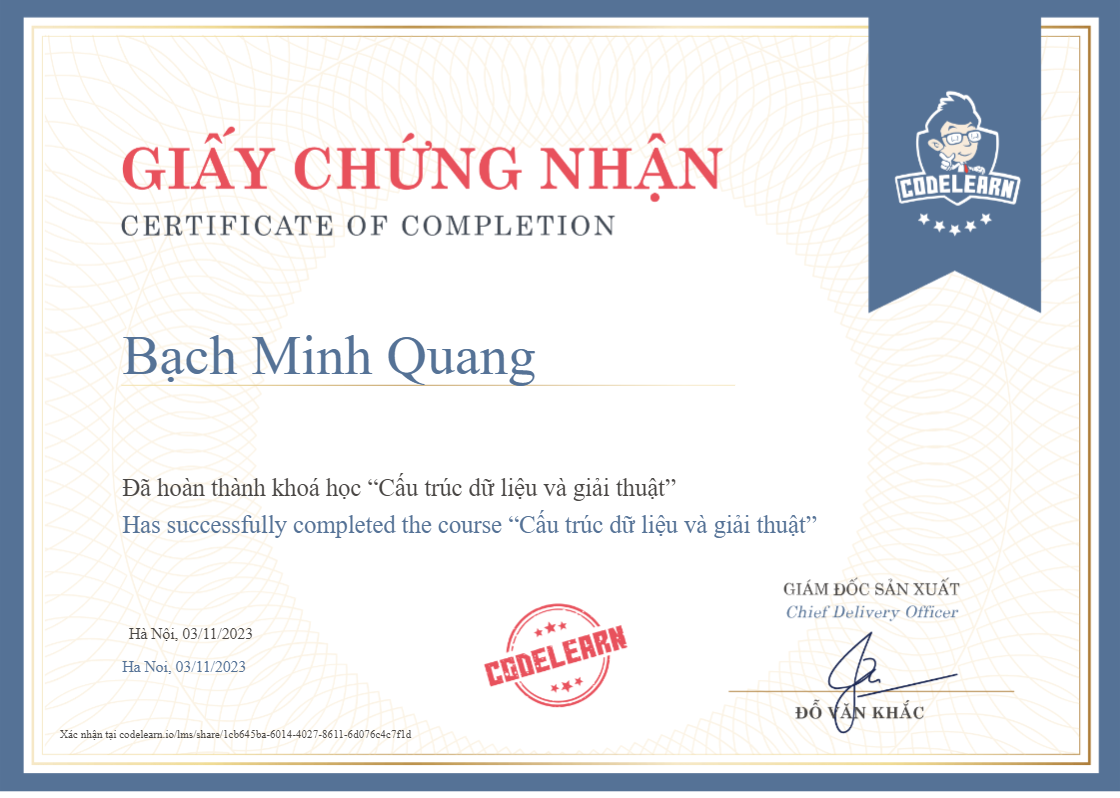 GIẤY CHỨNG NHẬN
CERTIFICATE OF COMPLETION
CODELEARN
Bạch Minh Quang
Đã hoàn thành khoá học “Cấu trúc dữ liệu và giải thuật”
Has successfully completed the course “Cấu trúc dữ liệu và giải thuật”
GIÁM ĐỐC SẢN XUẤT
Chief Delivery Officer
Hà Nội, 03/11/2023
Ha Noi, 03/11/2023
CODELEARN
ĐỖ VĂN KHẮC
Xác nhận tại codelearn.io/lms/share/1cb645ba-6014-4027-8611-6d076c4c7f1d